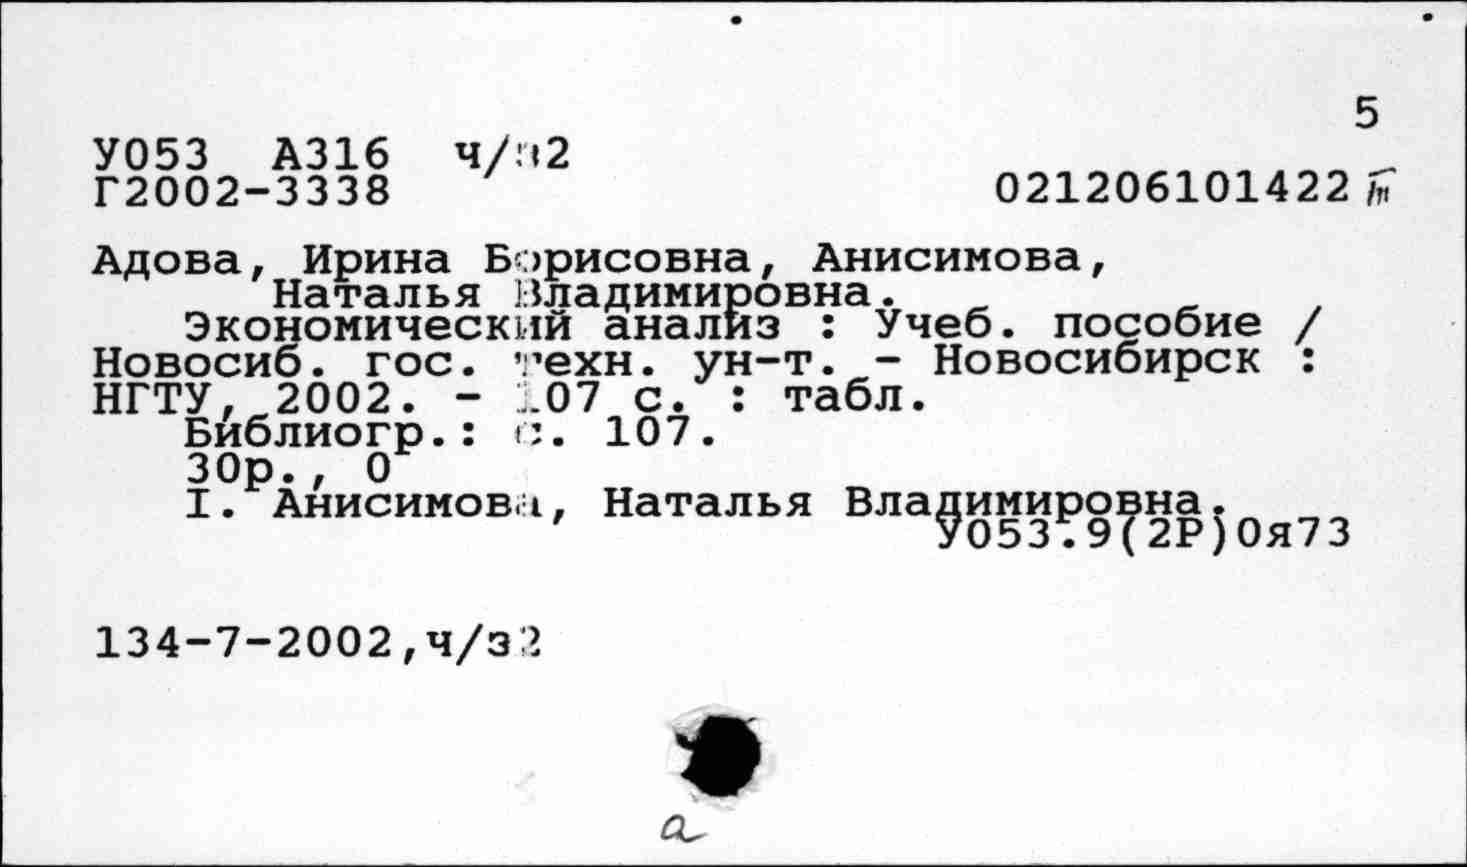 5
У053 А316 ч/з2
Г2002-3338 021206101422
Адова, Ирина Борисовна, Анисимова,
Наталья Владимировна.
Экономический анализ : Учеб. пособие /
Новосиб. гос. техн. ун-т. - Новосибирск :
НГТУ, 2002. - 107 с. : табл.
Библиогр.: с. 107.
30р., 0
I. Анисимова, Наталья Владимировна.
У053.9(2Р)0я73
134-7-2002,ч/з2
а